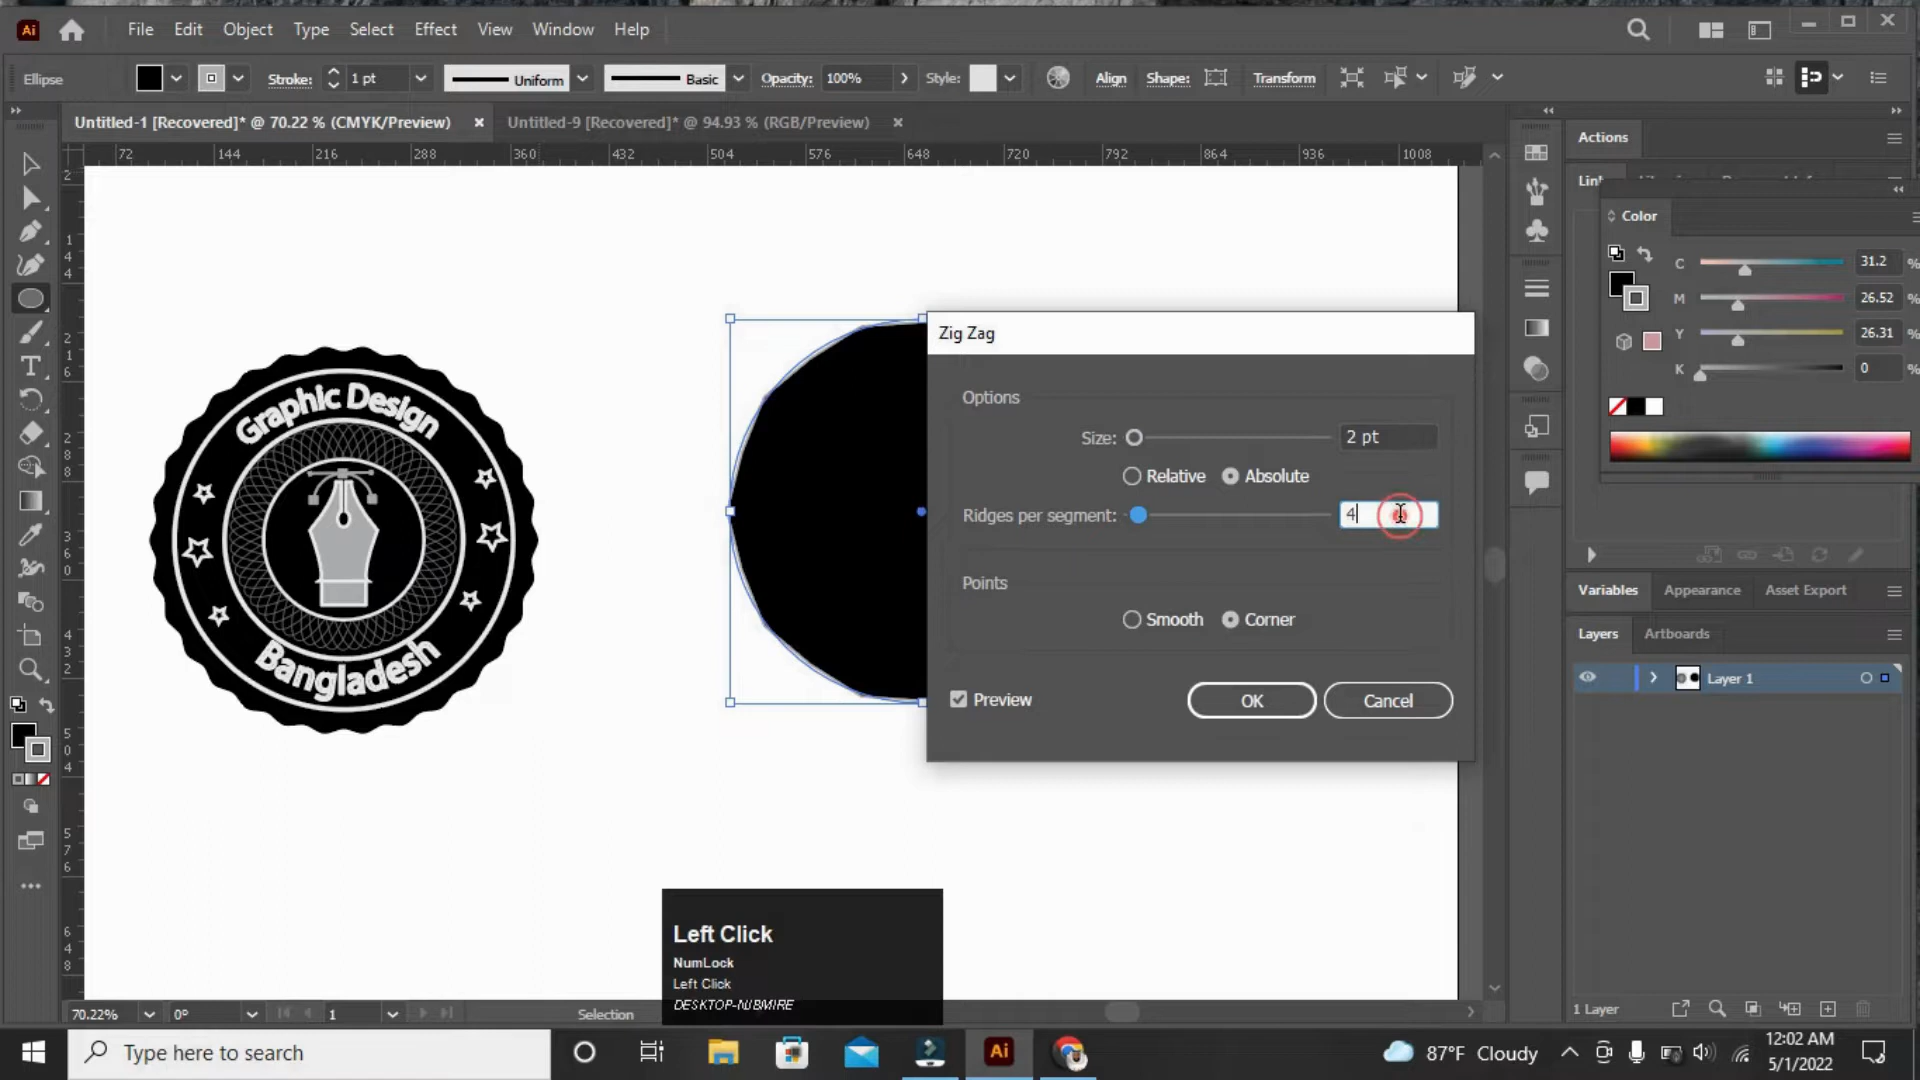 Ai File Edit Object Type Select Effect View Window Help
Ellipse Stroke: 1 pt Uniform Basic Opacity: 100% Style: Align Shape: Transform
Untitled-1 [Recovered]* @ 70.22 % (CMYK/Preview) × Untitled-9 [Recovered]* @ 94.93 % (RGB/Preview) ×
72 144 216 288 360 432 504 576 648 720 792 864 936 1008
Actions
Color
C 31.2 %
M 26.52 %
Y 26.31 %
K 0 %
Graphic Design
Bangladesh
Zig Zag
Options
Size: 2 pt
Relative Absolute
Ridges per segment: 4
Points
Smooth Corner
Preview OK Cancel
Variables Appearance Asset Export
Layers Artboards
Layer 1
Left Click
NumLock
Left Click
DESKTOP-NJBMIRE
70.22% 0° 1 Selection
1 Layer
Type here to search
Ai
87°F Cloudy
12:02 AM
5/1/2022